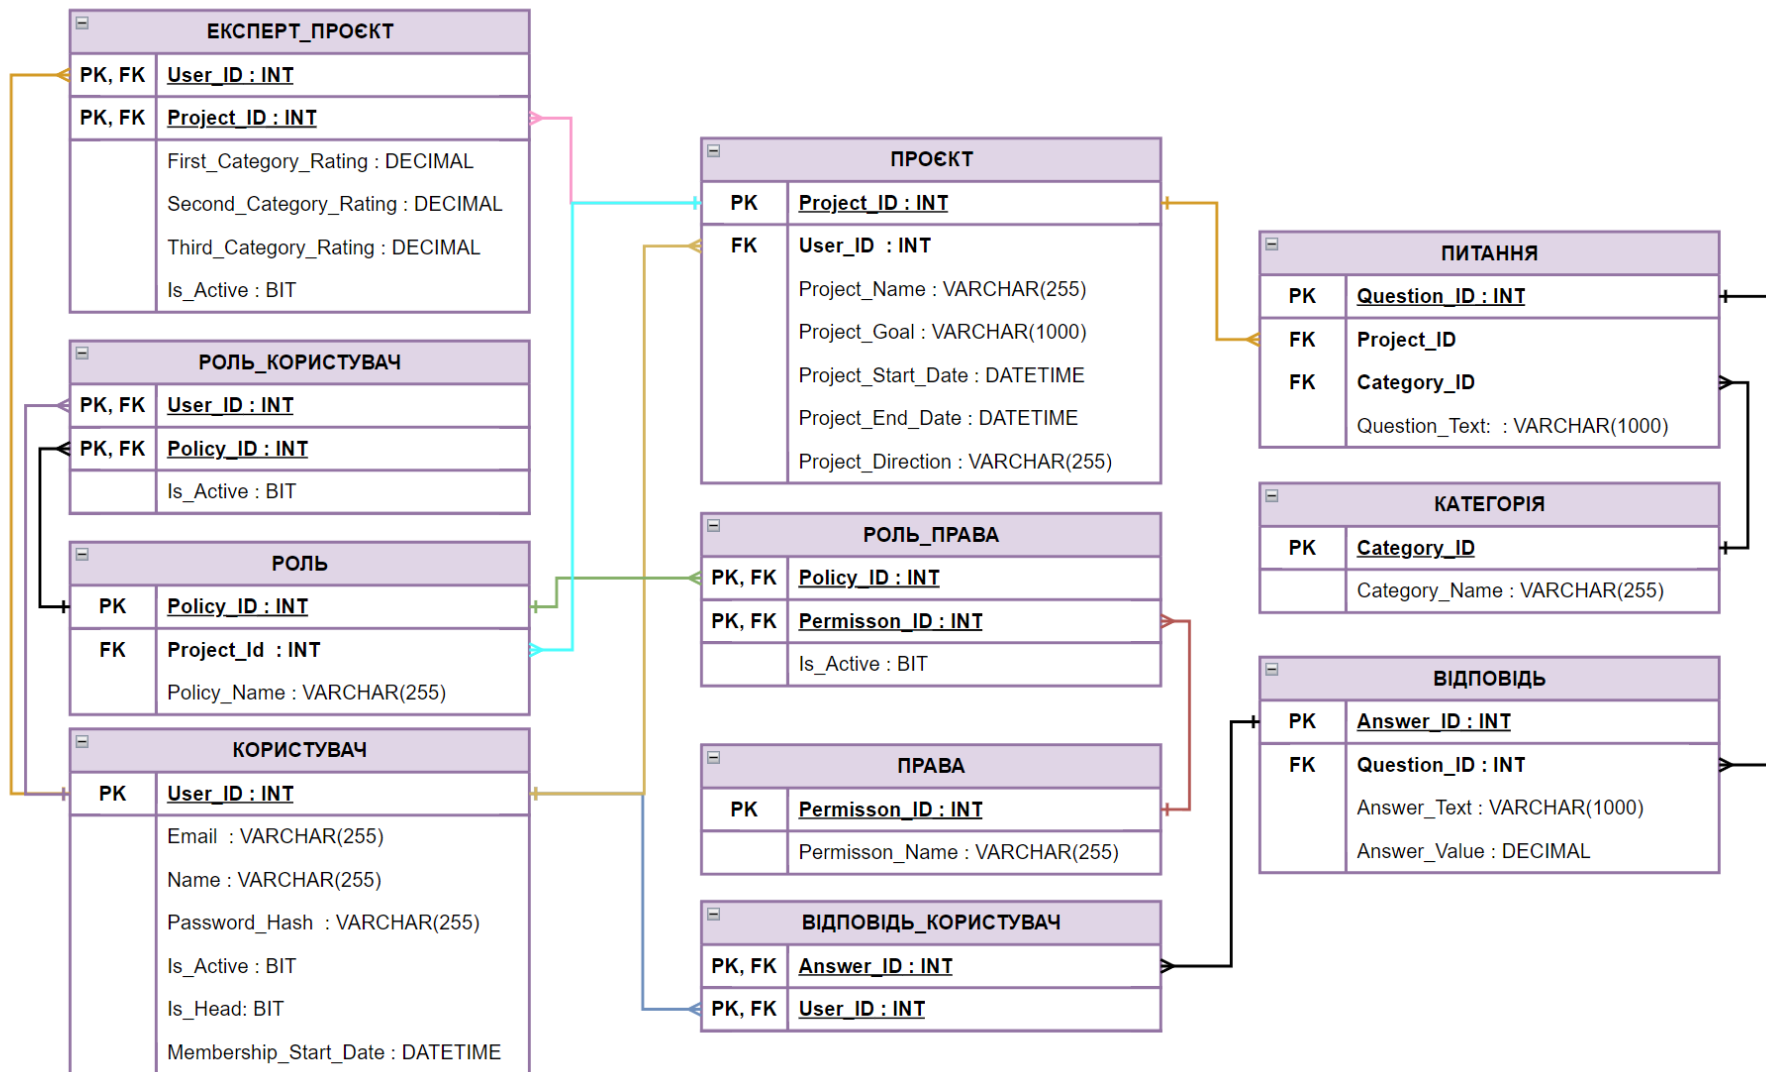 ЕКСПЕРТ_ПРОЄКТ
PK, FK User_ID : INT
PK, FK Project_ID : INT
First_Category_Rating : DECIMAL
Second_Category_Rating : DECIMAL
Third_Category_Rating : DECIMAL
Is_Active : BIT
РОЛЬ_КОРИСТУВАЧ
PK, FK User_ID : INT
PK, FK Policy_ID : INT
Is_Active : BIT
РОЛЬ
PK Policy_ID : INT
FK Project_Id : INT
Policy_Name : VARCHAR(255)
КОРИСТУВАЧ
PK User_ID : INT
Email : VARCHAR(255)
Name : VARCHAR(255)
Password_Hash : VARCHAR(255)
Is_Active : BIT
Is_Head: BIT
Membership_Start_Date : DATETIME
ПРОЄКТ
PK Project_ID : INT
FK User_ID : INT
Project_Name : VARCHAR(255)
Project_Goal : VARCHAR(1000)
Project_Start_Date : DATETIME
Project_End_Date : DATETIME
Project_Direction : VARCHAR(255)
РОЛЬ_ПРАВА
PK, FK Policy_ID : INT
PK, FK Permisson_ID : INT
Is_Active : BIT
ПРАВА
PK Permisson_ID : INT
Permisson_Name : VARCHAR(255)
ВІДПОВІДЬ_КОРИСТУВАЧ
PK, FK Answer_ID : INT
PK, FK User_ID : INT
ПИТАННЯ
PK Question_ID : INT
FK Project_ID
FK Category_ID
Question_Text: : VARCHAR(1000)
КАТЕГОРІЯ
PK Category_ID
Category_Name : VARCHAR(255)
ВІДПОВІДЬ
PK Answer_ID : INT
FK Question_ID : INT
Answer_Text : VARCHAR(1000)
Answer_Value : DECIMAL